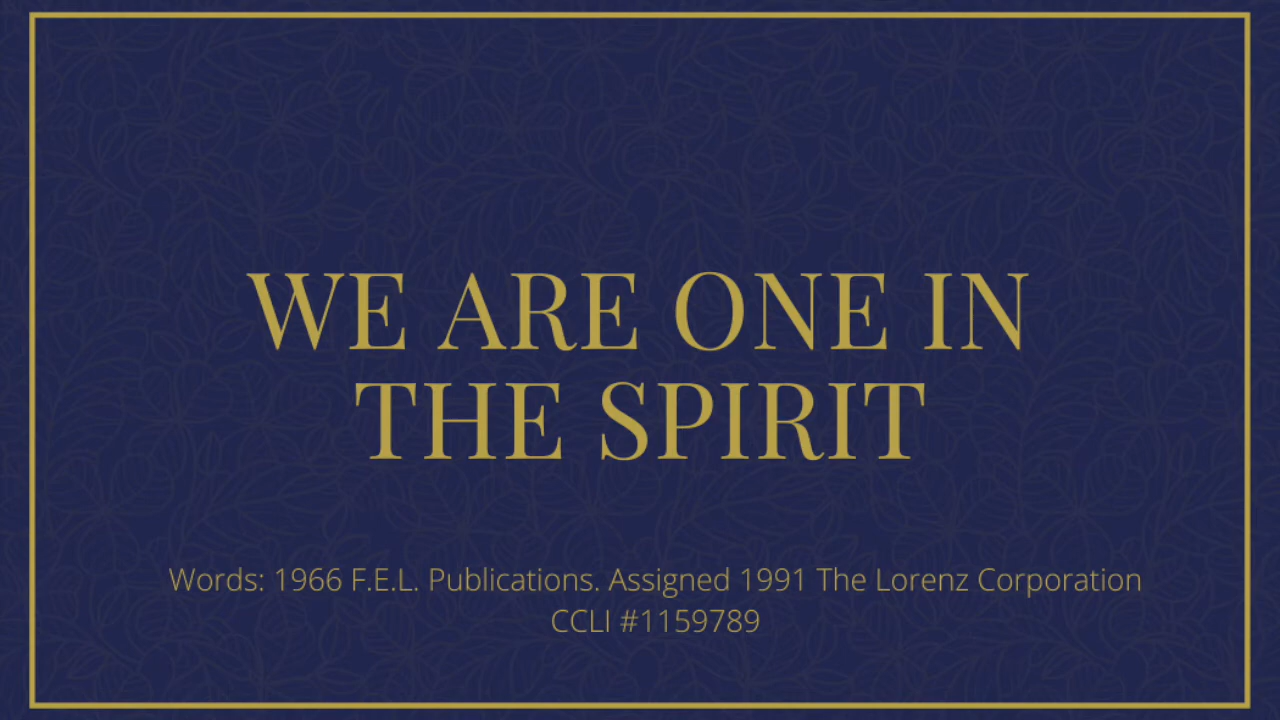 WE ARE ONE IN
THE SPIRIT
Words: 1966 F.E.L. Publications. Assigned 1991 The Lorenz Corporation
CCLI #1159789